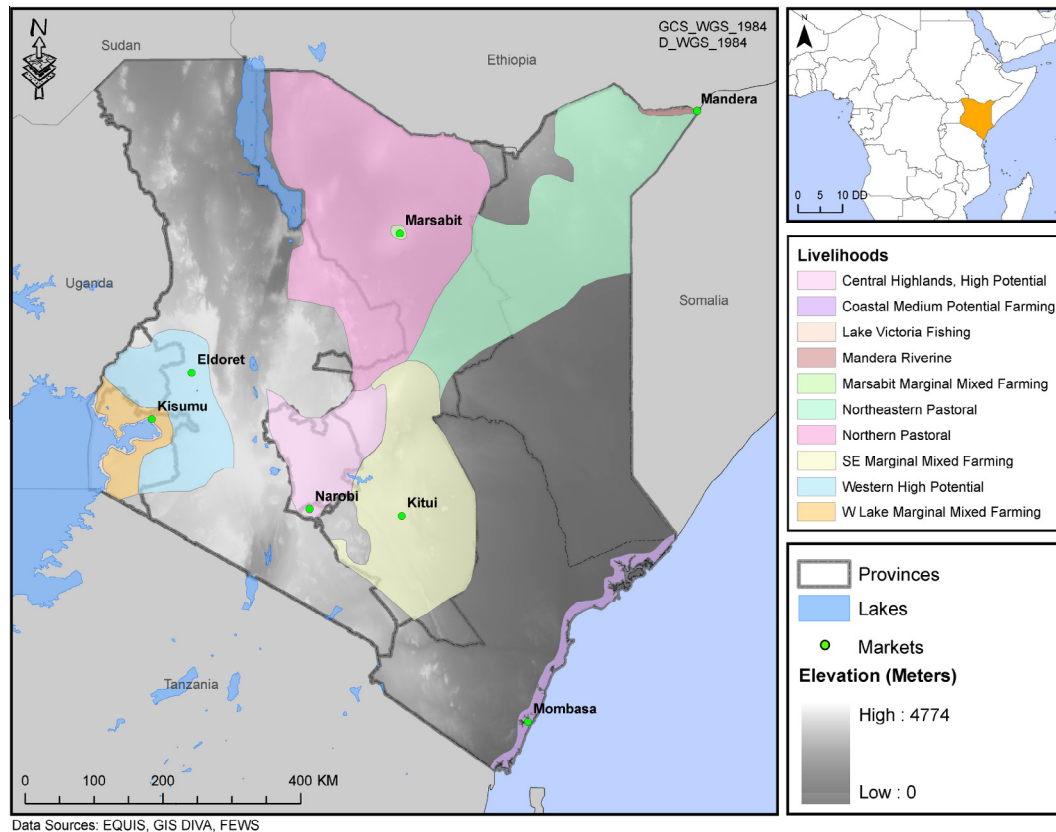 N
Sudan
Ethiopia
GCS_WGS_1984
D_WGS_1984
Mandera
Marsabit
Uganda
Somalia
Eldoret
Kisumu
Narobi
Kitui
Tanzania
Mombasa
0 100 200 400 KM
Data Sources: EQUIS, GIS DIVA, FEWS
N
0 5 10 DD
Livelihoods
Central Highlands, High Potential
Coastal Medium Potential Farming
Lake Victoria Fishing
Mandera Riverine
Marsabit Marginal Mixed Farming
Northeastern Pastoral
Northern Pastoral
SE Marginal Mixed Farming
Western High Potential
W Lake Marginal Mixed Farming
Provinces
Lakes
Markets
Elevation (Meters)
High : 4774
Low : 0